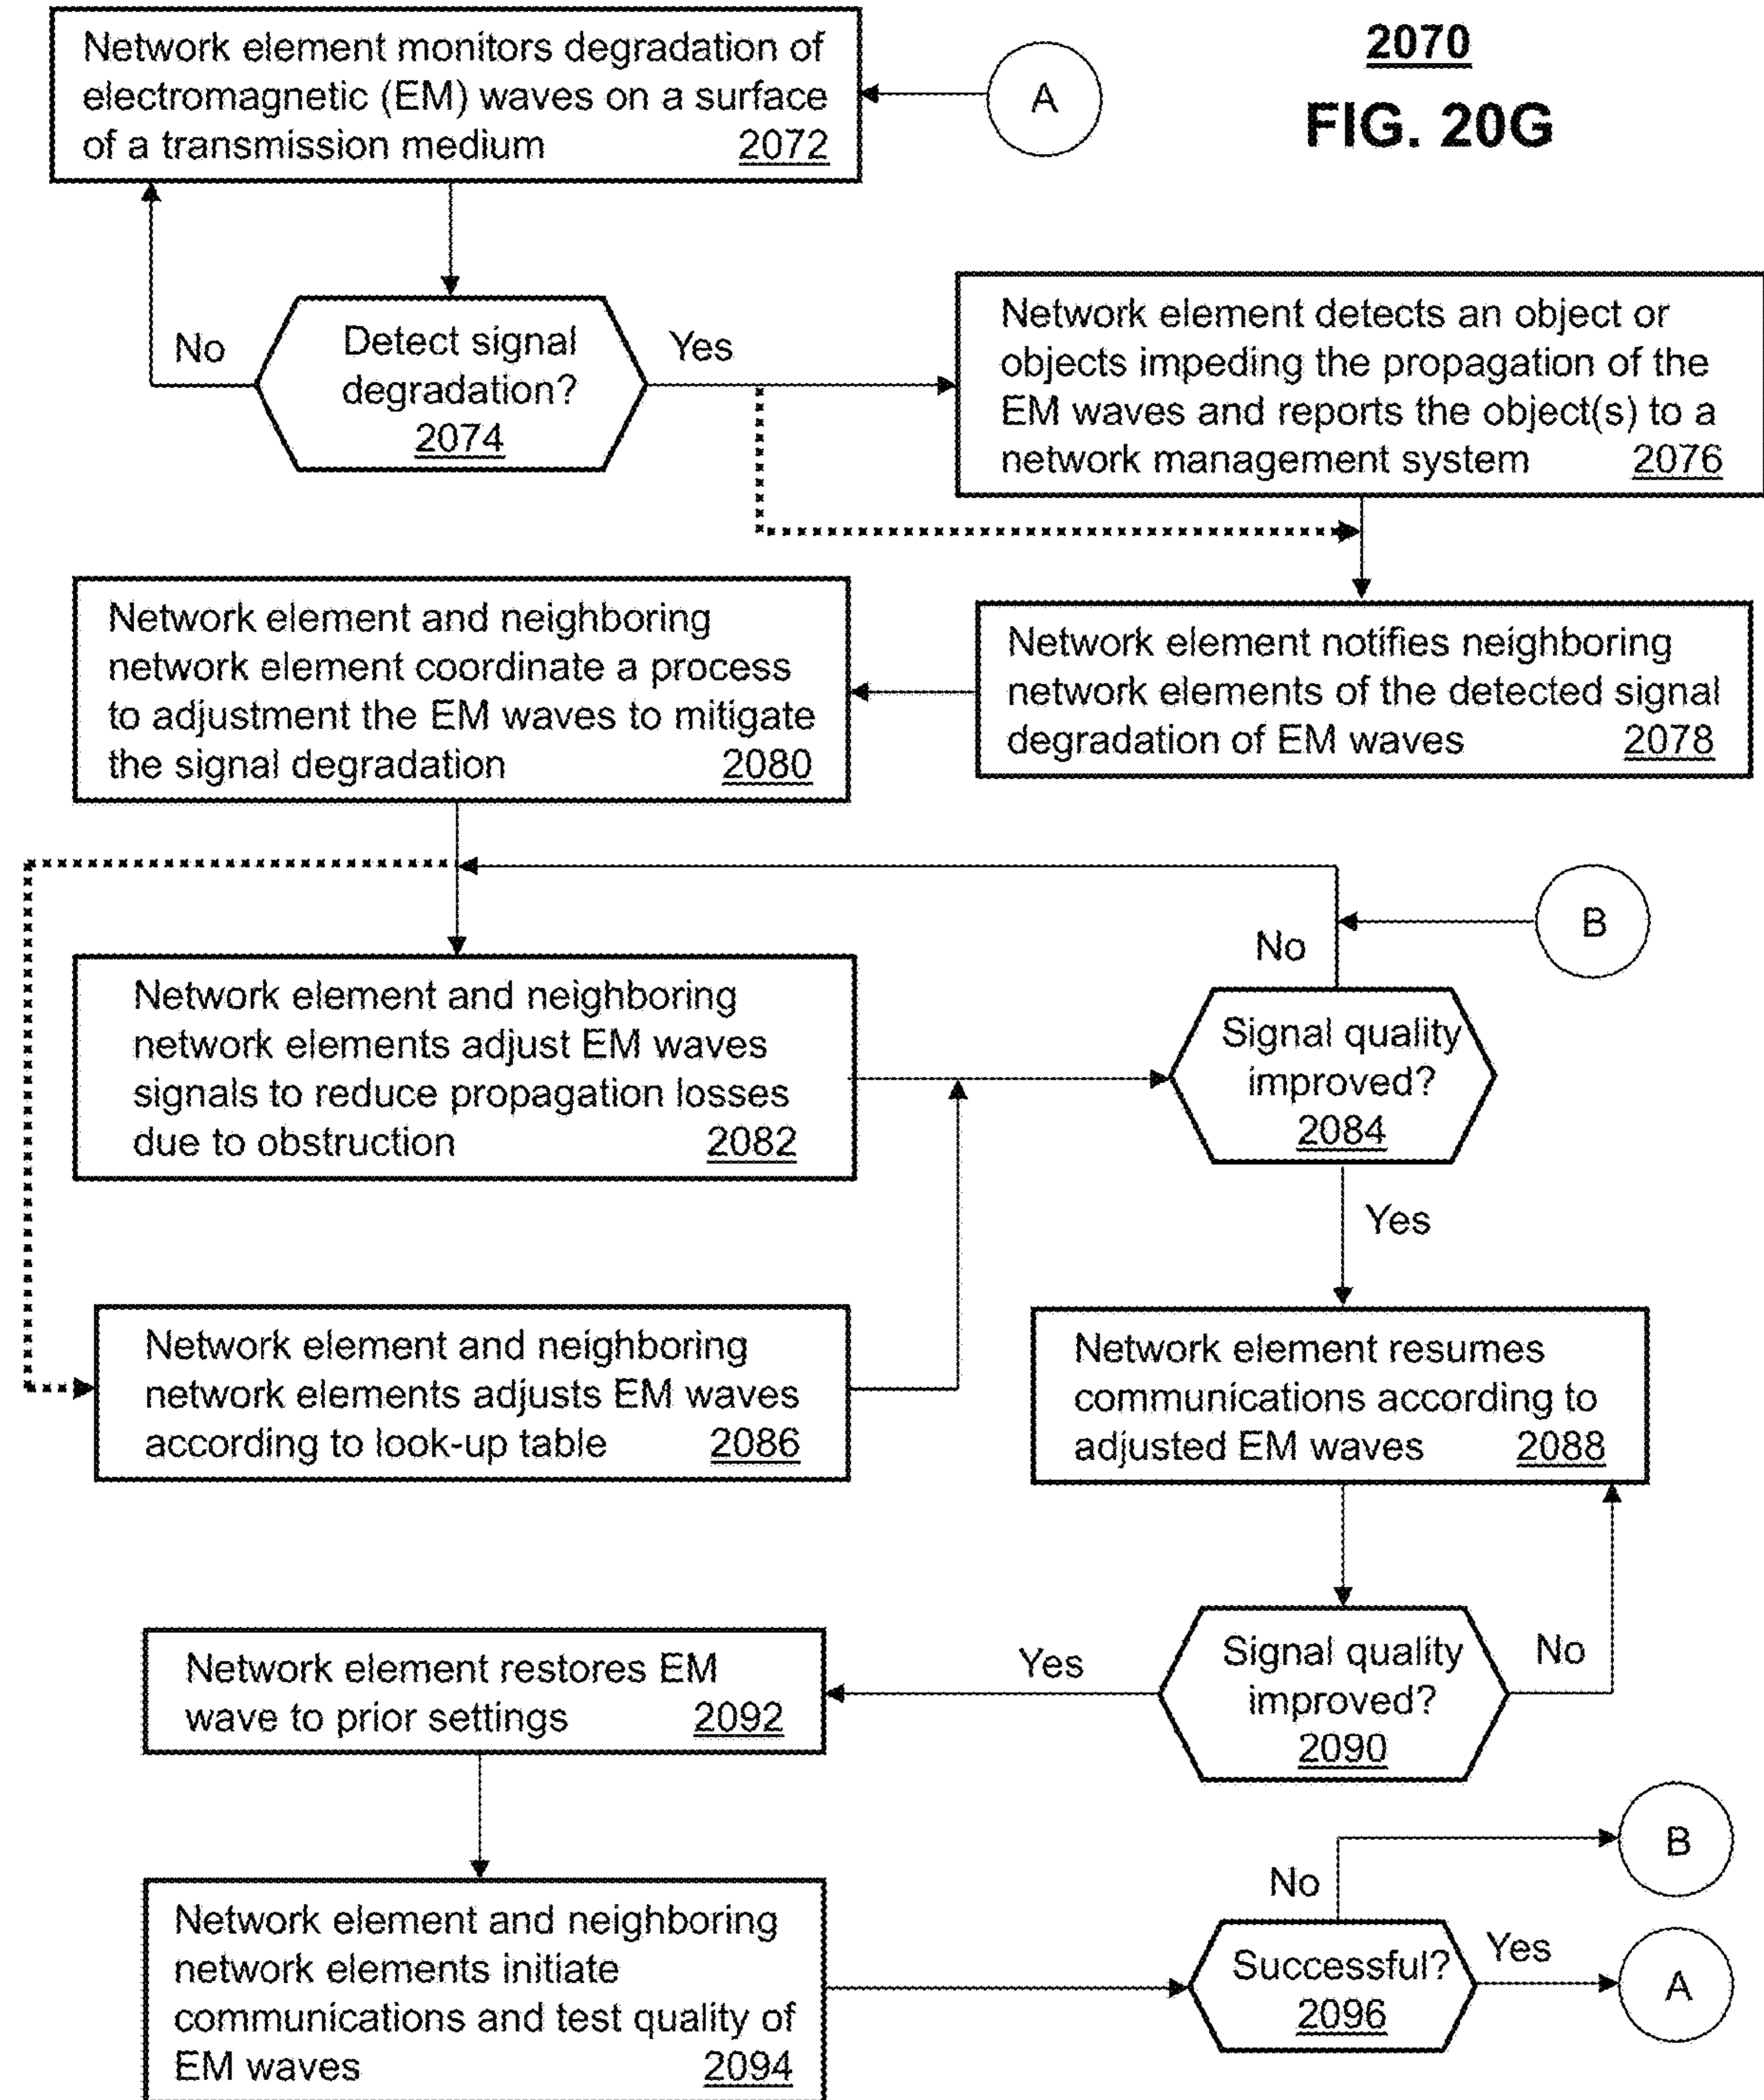 2070
FIG. 20G
Network element monitors degradation of
electromagnetic (EM) waves on a surface
of a transmission medium 2072
A
No
Detect signal
degradation?
2074
Yes
Network element detects an object or
objects impeding the propagation of the
EM waves and reports the object(s) to a
network management system 2076
Network element notifies neighboring
network elements of the detected signal
degradation of EM waves 2078
Network element and neighboring
network element coordinate a process
to adjustment the EM waves to mitigate
the signal degradation 2080
B
No
Network element and neighboring
network elements adjust EM waves
signals to reduce propagation losses
due to obstruction 2082
Signal quality
improved?
2084
Yes
Network element and neighboring
network elements adjusts EM waves
according to look-up table 2086
Network element resumes
communications according to
adjusted EM waves 2088
Signal quality
improved?
2090
No
Yes
Network element restores EM
wave to prior settings 2092
Network element and neighboring
network elements initiate
communications and test quality of
EM waves 2094
Successful?
2096
No
B
Yes
A